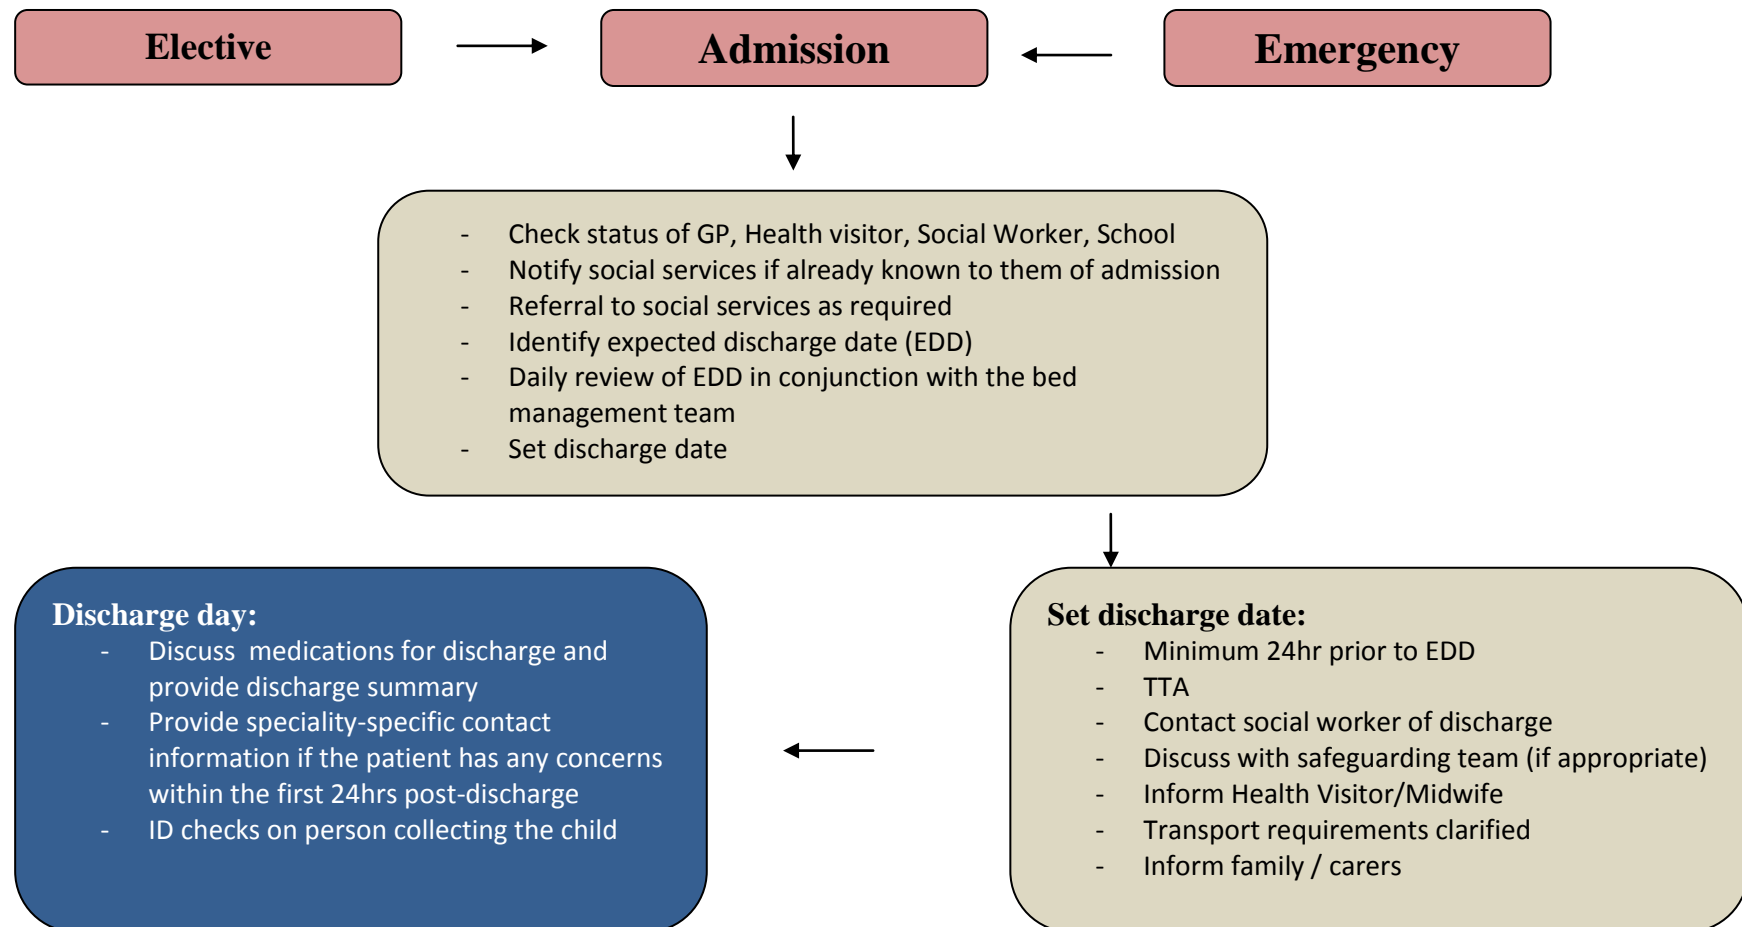 Elective
Admission
Emergency
- Check status of GP, Health visitor, Social Worker, School
- Notify social services if already known to them of admission
- Referral to social services as required
- Identify expected discharge date (EDD)
- Daily review of EDD in conjunction with the bed
management team
- Set discharge date
Discharge day:
- Discuss  medications for discharge and
provide discharge summary
- Provide speciality-specific contact
information if the patient has any concerns
within the first 24hrs post-discharge
- ID checks on person collecting the child
Set discharge date:
- Minimum 24hr prior to EDD
- TTA
- Contact social worker of discharge
- Discuss with safeguarding team (if appropriate)
- Inform Health Visitor/Midwife
- Transport requirements clarified
- Inform family / carers